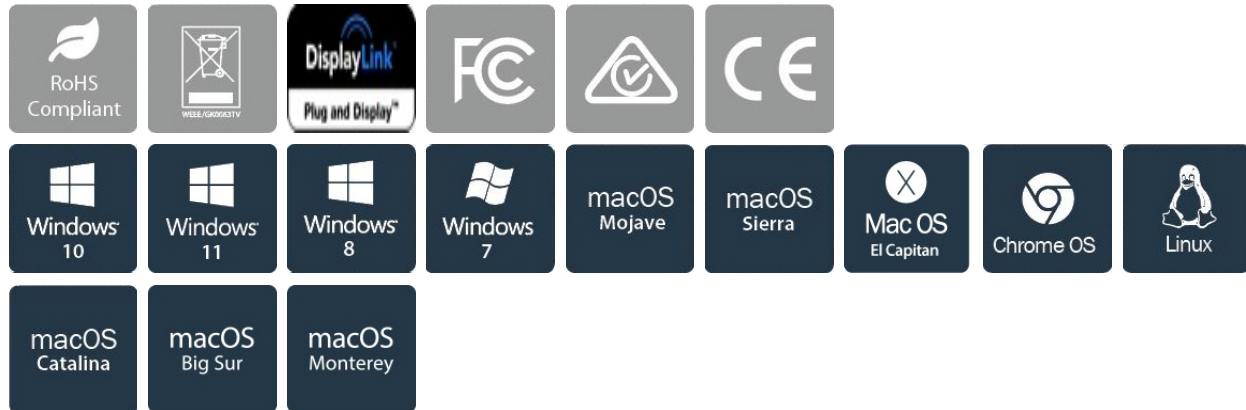 RoHS
Compliant
WEEE/GK0063TV
DisplayLink®
Plug and Display™
FC
CE
Windows
10
Windows
11
Windows
8
Windows
7
macOS
Mojave
macOS
Sierra
X
Mac OS
El Capitan
Chrome OS
Linux
macOS
Catalina
macOS
Big Sur
macOS
Monterey